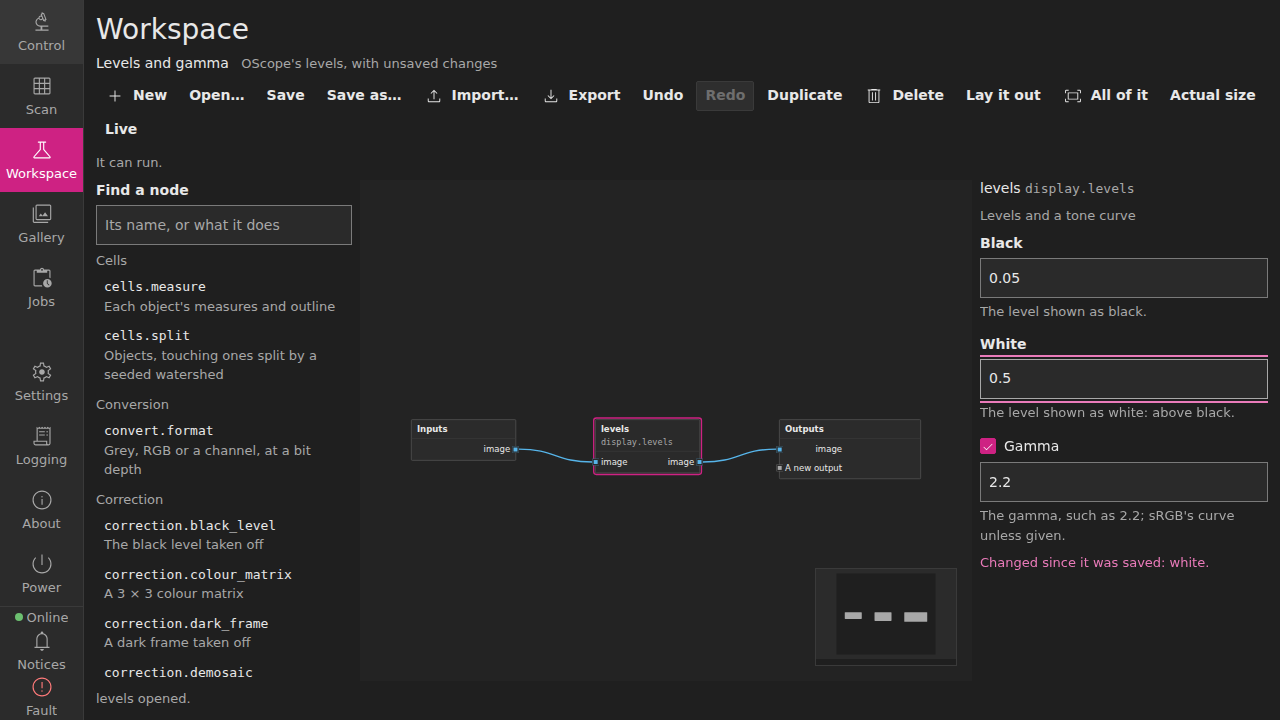 Control
Scan
Workspace
Gallery
Jobs
Settings
Logging
About
Power
Online
Notices
Fault
Workspace
Levels and gamma OScope's levels, with unsaved changes
New Open… Save Save as… Import… Export Undo Redo Duplicate Delete Lay it out All of it Actual size
Live
It can run.
Find a node
Its name, or what it does
Cells
cells.measure
Each object's measures and outline
cells.split
Objects, touching ones split by a
seeded watershed
Conversion
convert.format
Grey, RGB or a channel, at a bit
depth
Correction
correction.black_level
The black level taken off
correction.colour_matrix
A 3 × 3 colour matrix
correction.dark_frame
A dark frame taken off
correction.demosaic
levels opened.
Inputs
image
levels
display.levels
image image
Outputs
image
A new output
levels display.levels
Levels and a tone curve
Black
0.05
The level shown as black.
White
0.5
The level shown as white: above black.
Gamma
2.2
The gamma, such as 2.2; sRGB's curve
unless given.
Changed since it was saved: white.